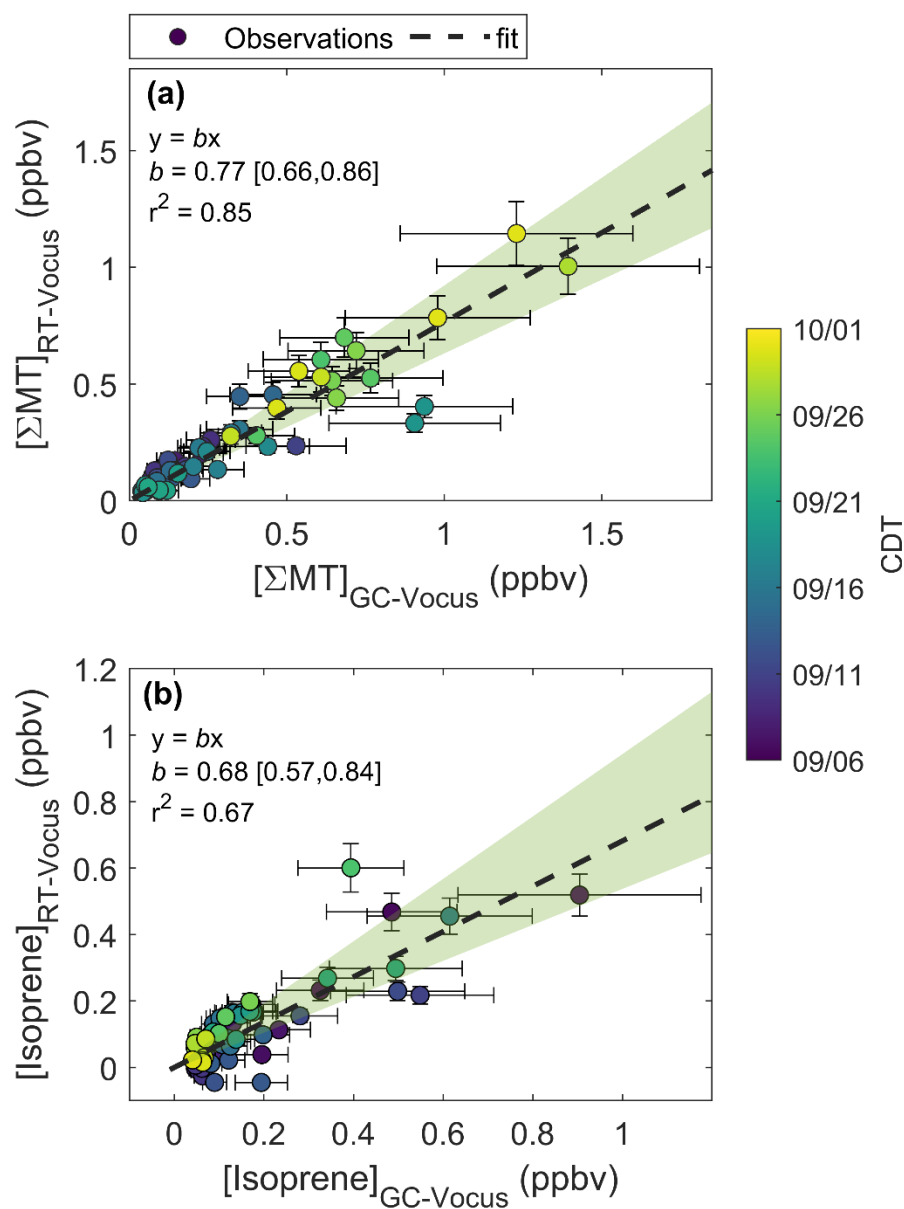 Observations fit
(a)
y = bx
b = 0.77 [0.66,0.86]
r² = 0.85
1.5
1
0.5
0
[ΣMT]RT-Vocus (ppbv)
0 0.5 1 1.5
[ΣMT]GC-Vocus (ppbv)
10/01
09/26
09/21
09/16
09/11
09/06
CDT
(b)
y = bx
b = 0.68 [0.57,0.84]
r² = 0.67
1.2
1
0.8
0.6
0.4
0.2
0
[Isoprene]RT-Vocus (ppbv)
0 0.2 0.4 0.6 0.8 1
[Isoprene]GC-Vocus (ppbv)